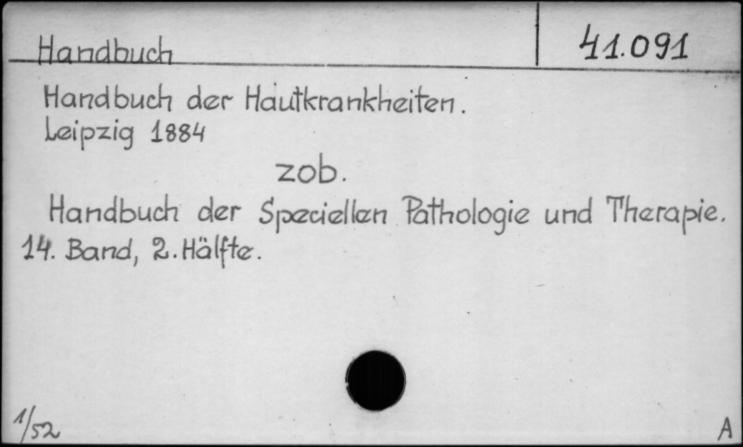 Handbuch
41.091
Handbuch der Hautkrankheiten.
Leipzig 1884
zob.
Handbuch der Speciellen Pathologie und Therapie.
14. Band, 2. Hälfte.
1/52
A